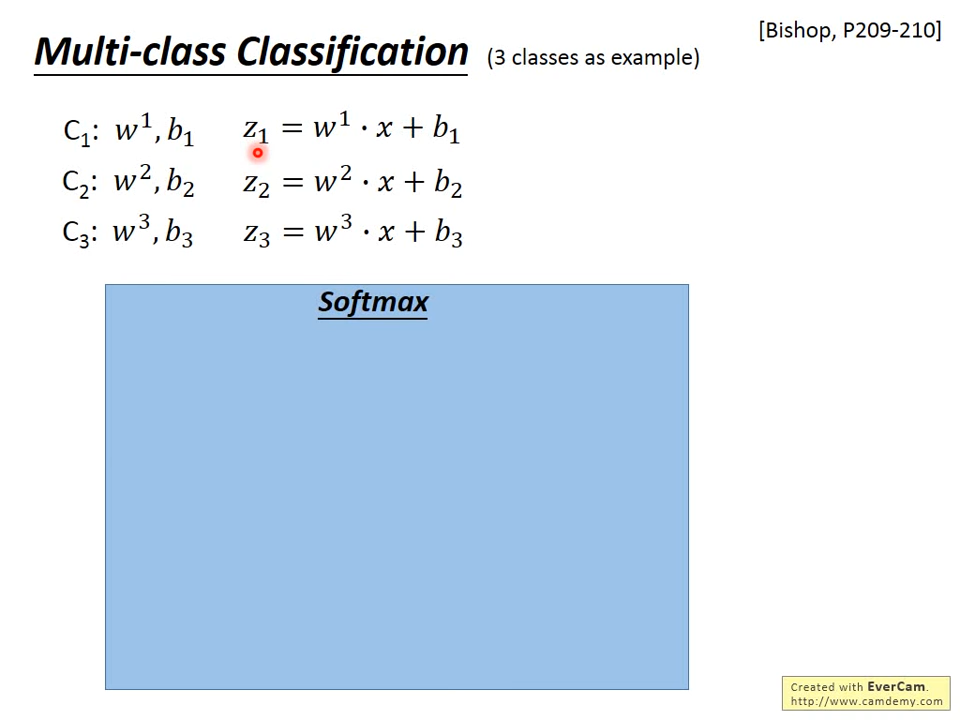 [Bishop, P209-210]
Multi-class Classification (3 classes as example)
C₁: w¹, b₁ z₁ = w¹ · x + b₁
C₂: w², b₂ z₂ = w² · x + b₂
C₃: w³, b₃ z₃ = w³ · x + b₃
Softmax
Created with EverCam.
http://www.camdemy.com